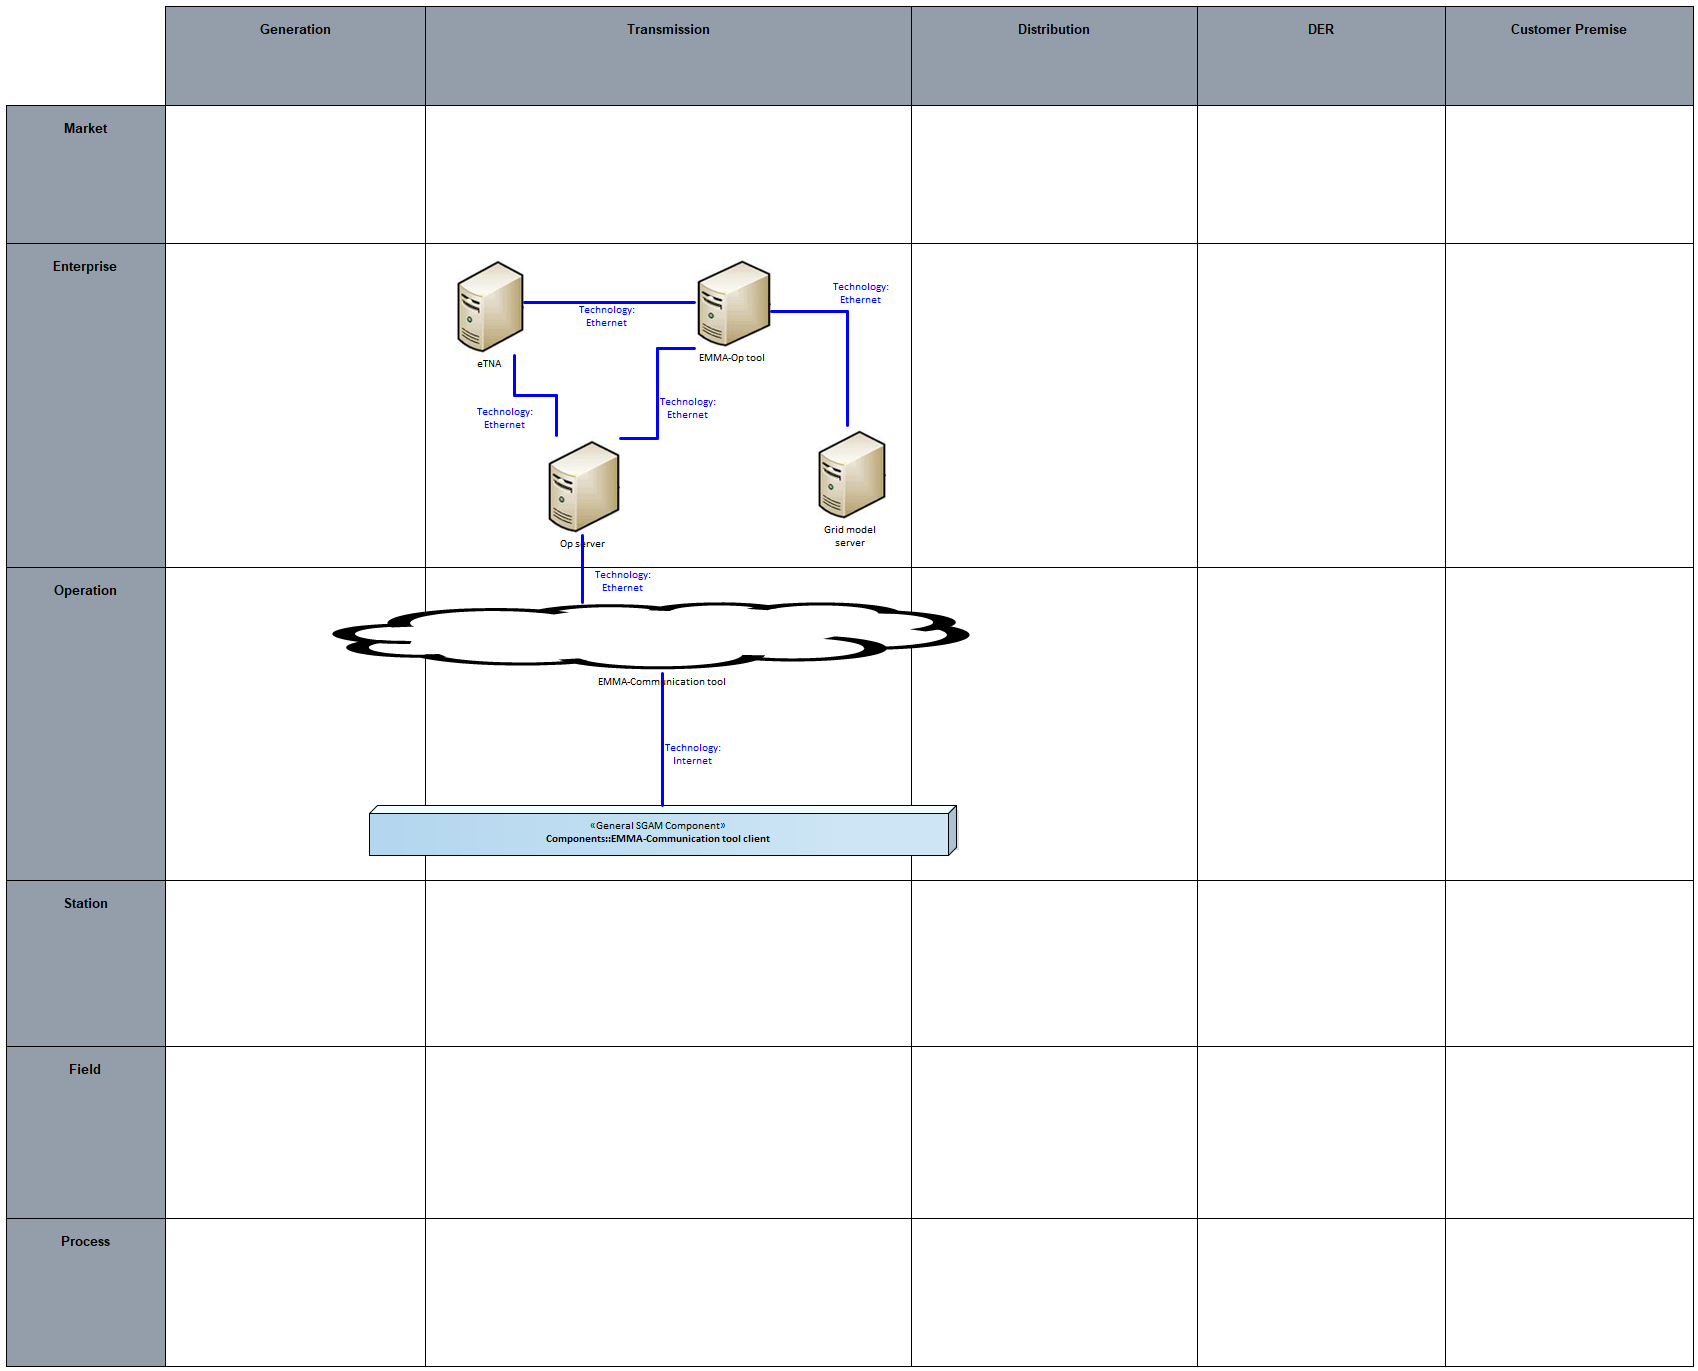 Generation
Transmission
Distribution
DER
Customer Premise
Market
Enterprise
Technology:
Ethernet
Technology:
Ethernet
eTNA
EMMA-Op tool
Technology:
Ethernet
Technology:
Ethernet
Op server
Grid model
server
Operation
Technology:
Ethernet
EMMA-Communication tool
Technology:
Internet
«General SGAM Component»
Components::EMMA-Communication tool client
Station
Field
Process